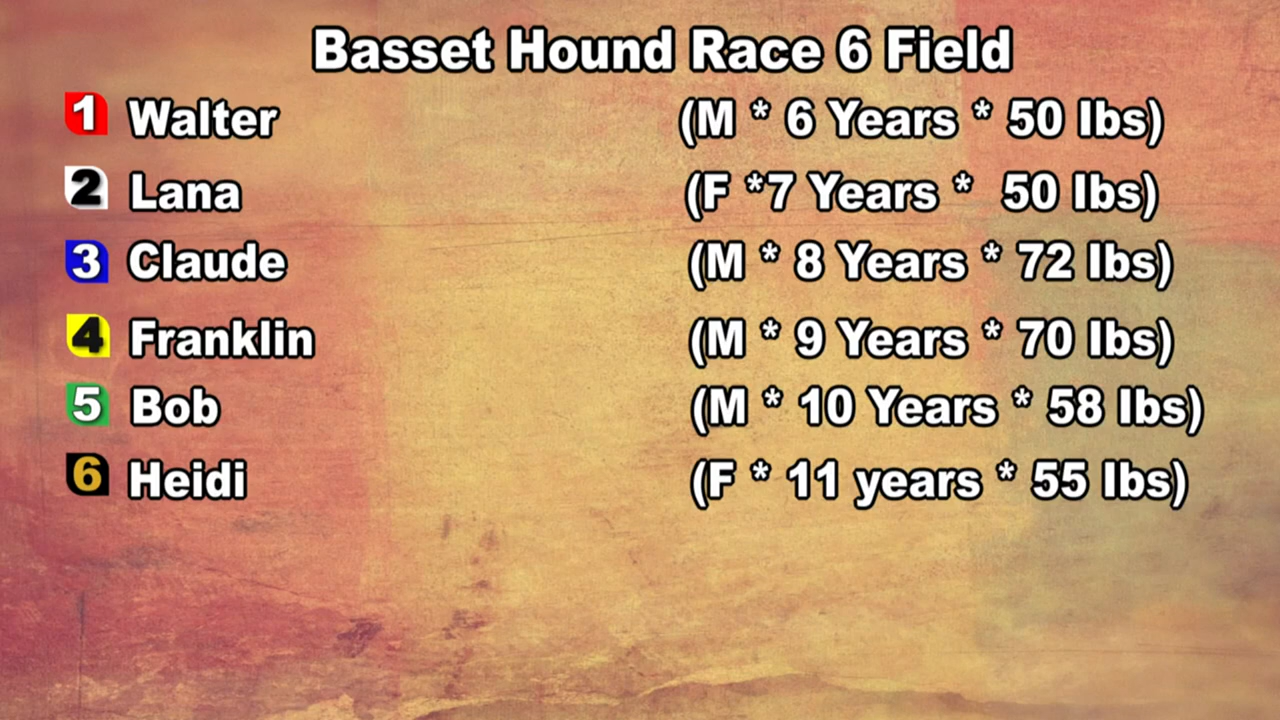 Basset Hound Race 6 Field
1 Walter (M * 6 Years * 50 lbs)
2 Lana (F *7 Years * 50 lbs)
3 Claude (M * 8 Years * 72 lbs)
4 Franklin (M * 9 Years * 70 lbs)
5 Bob (M * 10 Years * 58 lbs)
6 Heidi (F * 11 years * 55 lbs)